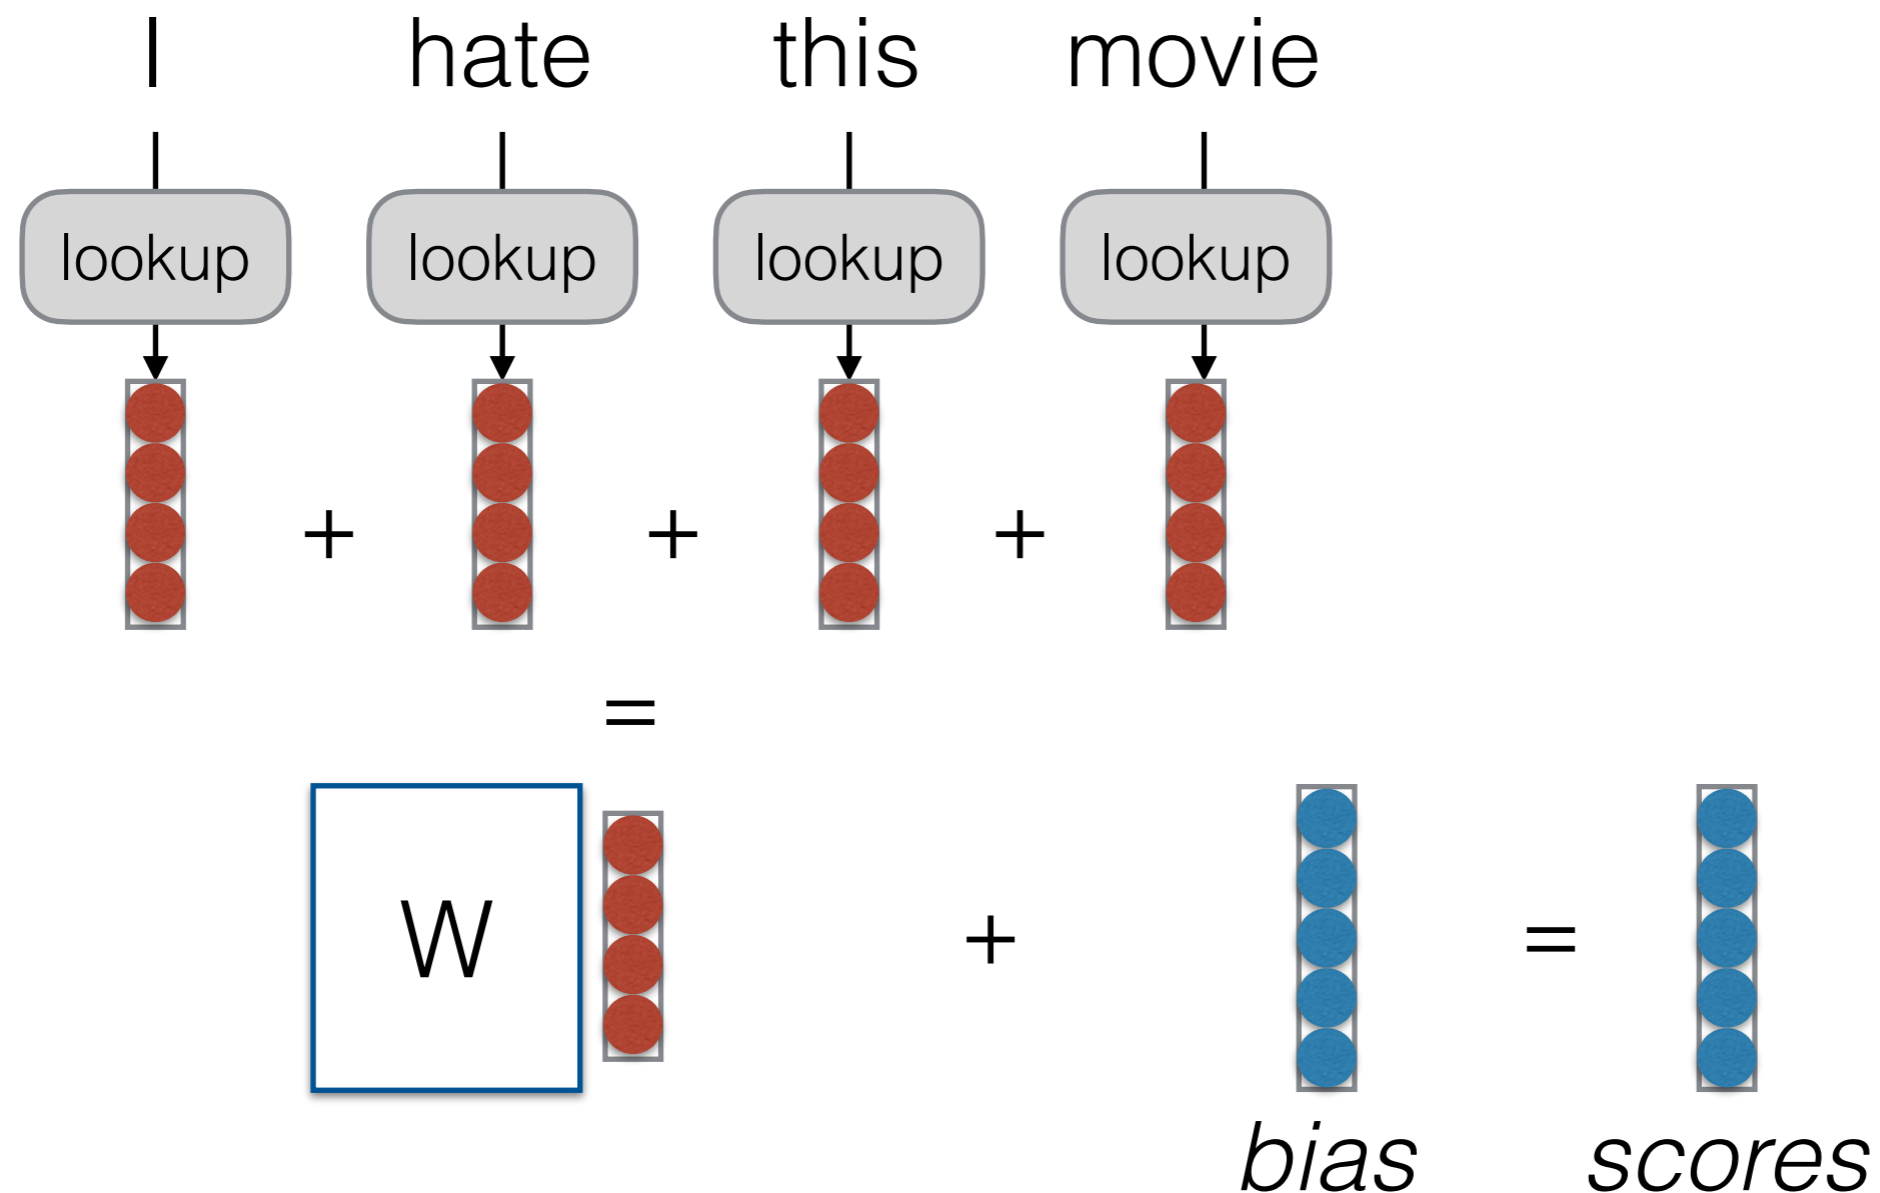 I hate this movie
lookup lookup lookup lookup
+ + +
=
W + =
bias scores